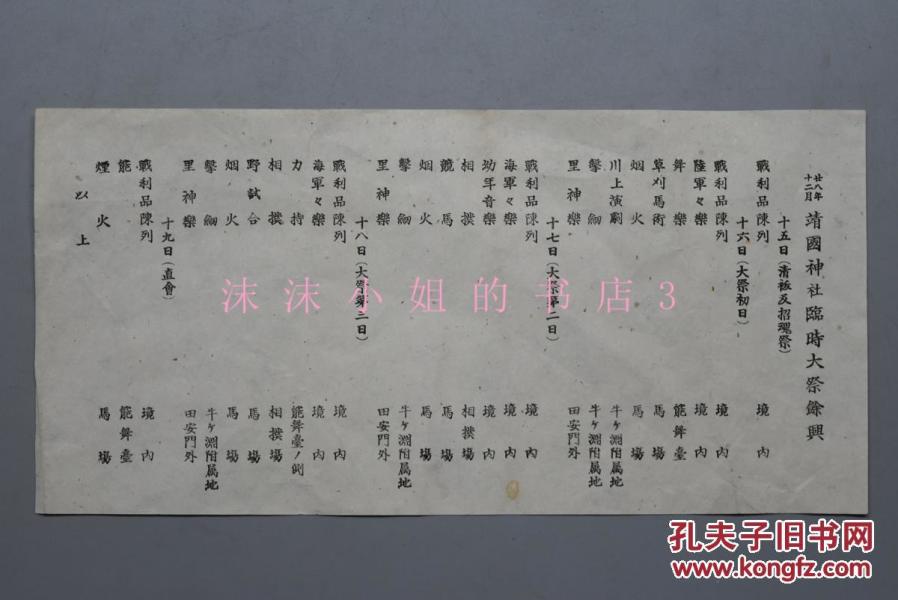 廿八年十二月 靖國神社臨時大祭餘興
十五日(清祓及招魂祭)
戰利品陳列 境内
十六日(大祭初日)
戰利品陳列 境内
陸軍々樂 境内
舞樂 能舞臺
草刈馬術 馬場
烟火 馬場
川上演劇 牛ヶ淵附属地
擊劔 牛ヶ淵附属地
里神樂 田安門外
十七日(大祭第二日)
戰利品陳列 境内
海軍々樂 境内
幼年音樂 境内
相撲 相撲場
競馬 馬場
烟火 馬場
擊劔 牛ヶ淵附属地
里神樂 田安門外
十八日(大祭第三日)
戰利品陳列 境内
海軍々樂 境内
力持 能舞臺ノ側
相撲 相撲場
野試合 馬場
烟火 馬場
擊劔 牛ヶ淵附属地
里神樂 田安門外
十九日(直會)
戰利品陳列 境内
能 能舞臺
煙火 馬場
以上
沫沫小姐的书店3
孔夫子旧书网
www.kongfz.com